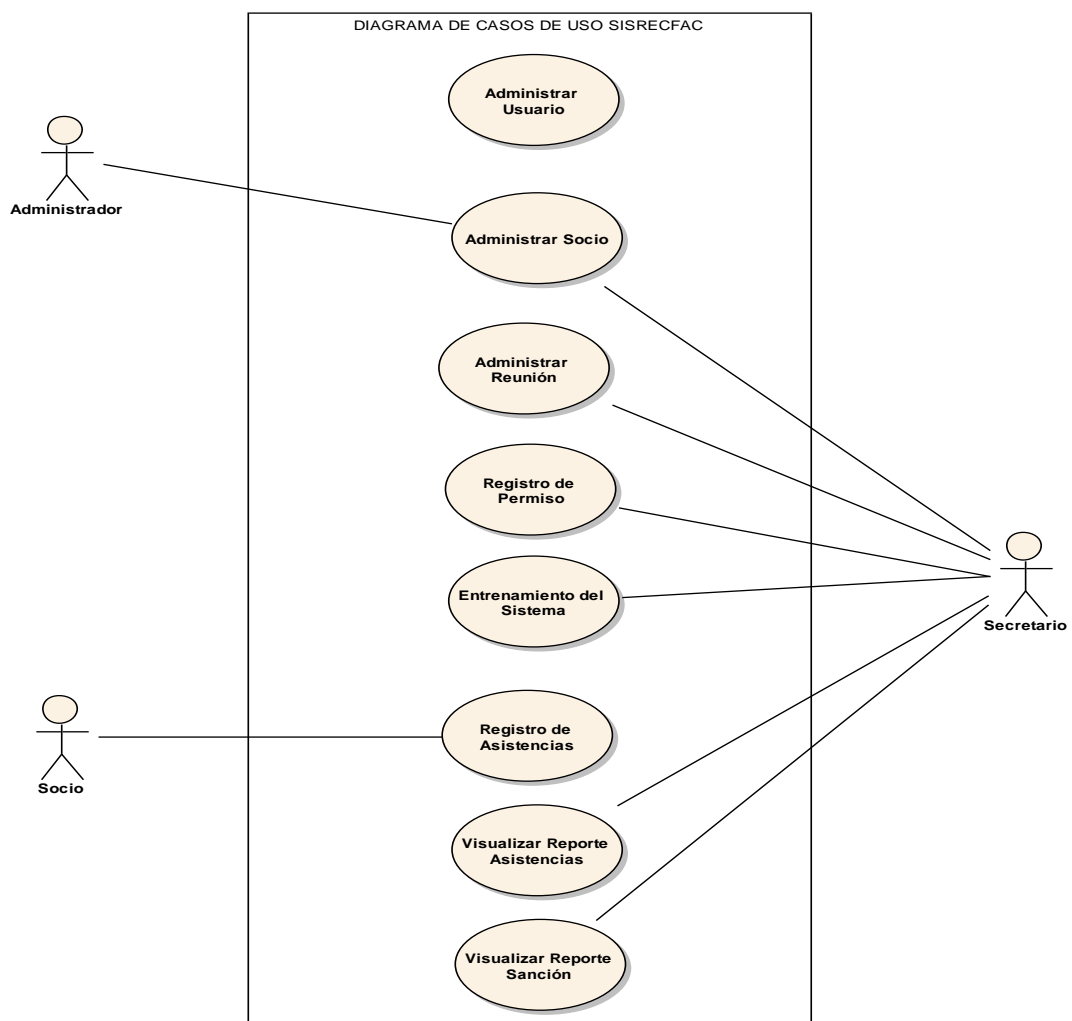 DIAGRAMA DE CASOS DE USO SISRECFAC
Administrar
Usuario
Administrador
Administrar Socio
Administrar
Reunión
Registro de
Permiso
Entrenamiento del
Sistema
Secretario
Registro de
Asistencias
Socio
Visualizar Reporte
Asistencias
Visualizar Reporte
Sanción